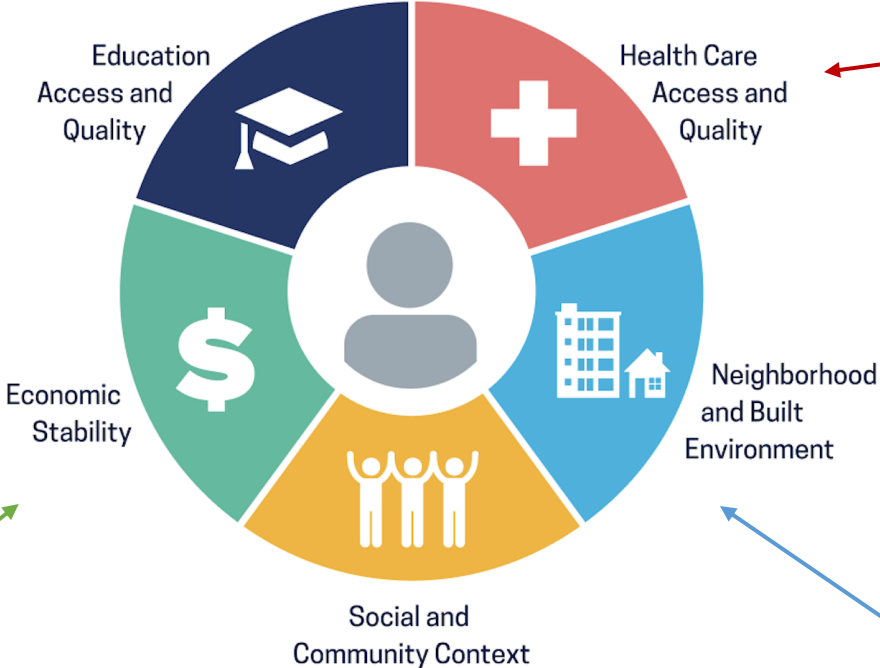 Education
Access and
Quality
Health Care
Access and
Quality
Economic
Stability
Neighborhood
and Built
Environment
Social and
Community Context